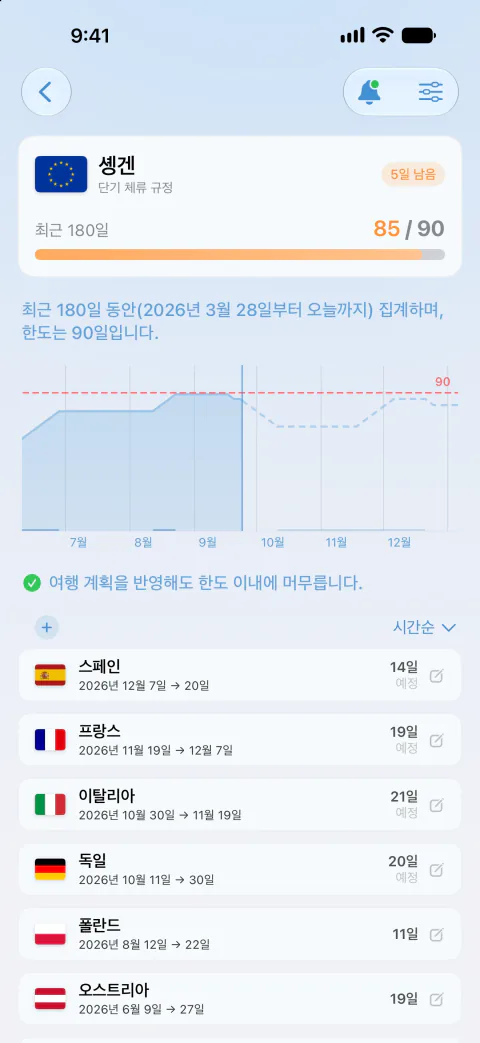 9:41
솅겐
단기 체류 규정
5일 남음
최근 180일
85 / 90
최근 180일 동안(2026년 3월 28일부터 오늘까지) 집계하며,
한도는 90일입니다.
90
7월 8월 9월 10월 11월 12월
여행 계획을 반영해도 한도 이내에 머무릅니다.
+
시간순
스페인
14일
2026년 12월 7일 → 20일
예정
프랑스
19일
2026년 11월 19일 → 12월 7일
예정
이탈리아
21일
2026년 10월 30일 → 11월 19일
예정
독일
20일
2026년 10월 11일 → 30일
예정
폴란드
11일
2026년 8월 12일 → 22일
오스트리아
19일
2026년 6월 9일 → 27일